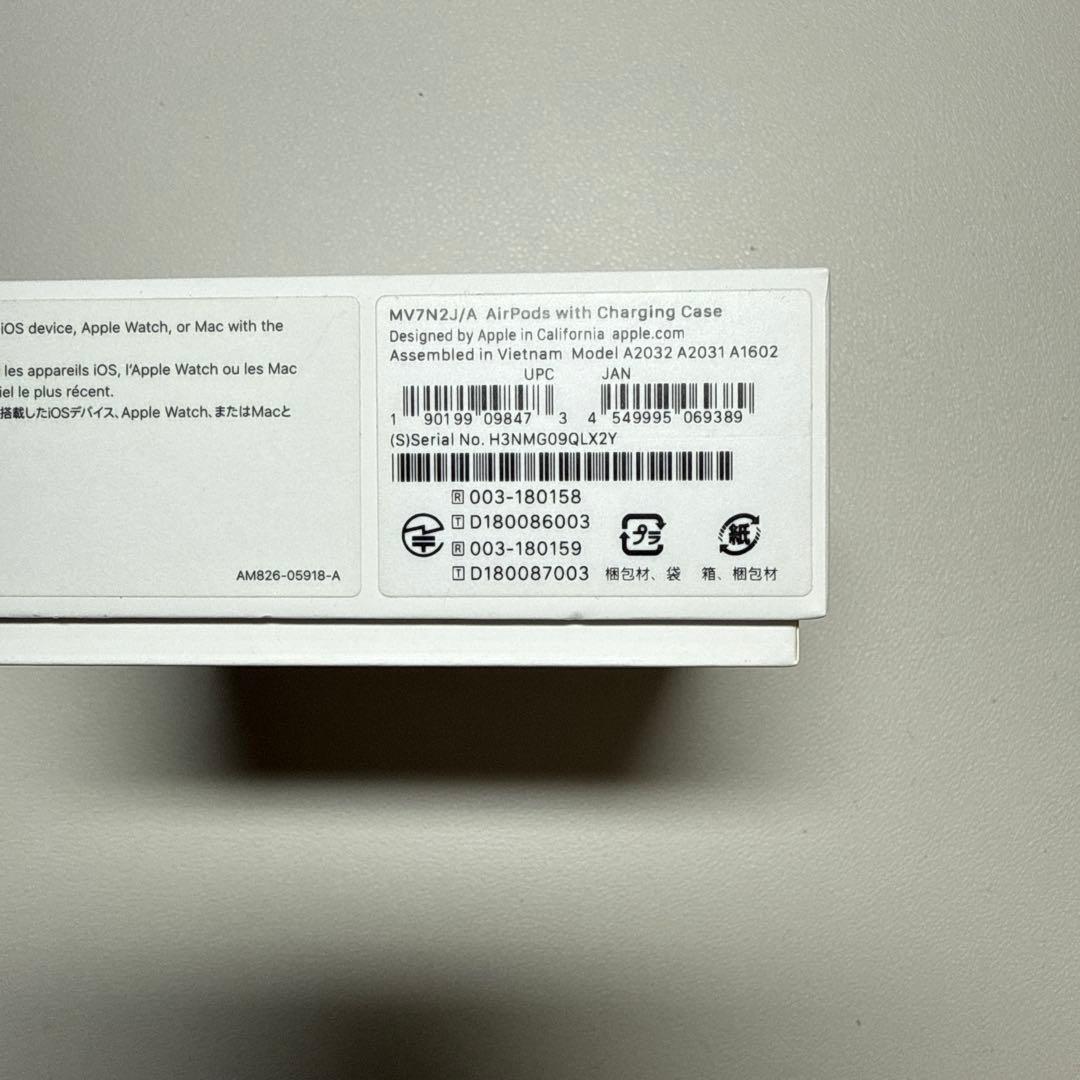 iOS device, Apple Watch, or Mac with the
les appareils iOS, l'Apple Watch ou les Mac
iel le plus récent.
搭載したiOSデバイス、Apple Watch、またはMacと
AM826-05918-A
MV7N2J/A AirPods with Charging Case
Designed by Apple in California apple.com
Assembled in Vietnam Model A2032 A2031 A1602
UPC JAN
1 90199 09847 3 4 549995 069389
(S)Serial No. H3NMG09QLX2Y
R 003-180158
T D180086003
R 003-180159
T D180087003
プラ 紙
梱包材、袋 箱、梱包材